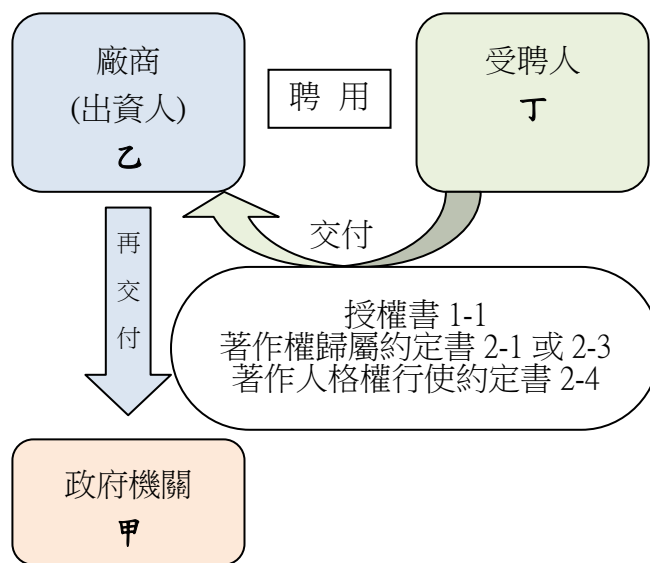 廠商
(出資人)
乙
聘 用
受聘人
丁
再
交
付
交付
授權書 1-1
著作權歸屬約定書 2-1 或 2-3
著作人格權行使約定書 2-4
政府機關
甲